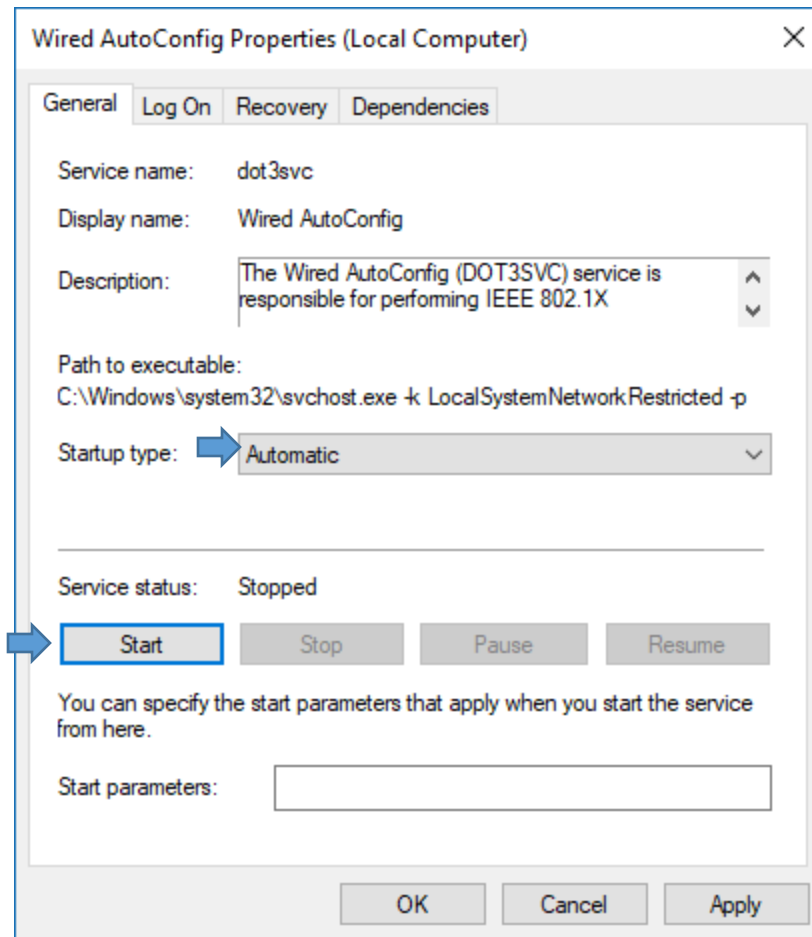 Wired AutoConfig Properties (Local Computer)
General Log On Recovery Dependencies
Service name: dot3svc
Display name: Wired AutoConfig
Description: The Wired AutoConfig (DOT3SVC) service is
responsible for performing IEEE 802.1X
Path to executable:
C:\Windows\system32\svchost.exe -k LocalSystemNetworkRestricted -p
Startup type: Automatic
Service status: Stopped
Start Stop Pause Resume
You can specify the start parameters that apply when you start the service
from here.
Start parameters:
OK Cancel Apply